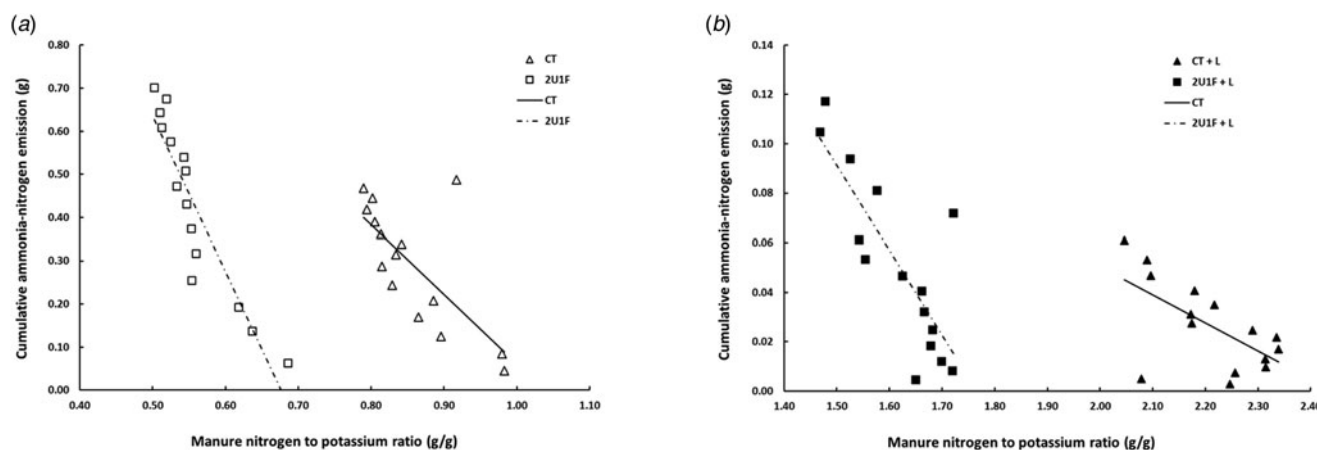 (a)
0.80
0.70
0.60
0.50
0.40
0.30
0.20
0.10
0.00
0.40 0.50 0.60 0.70 0.80 0.90 1.00 1.10
Cumulative ammonia-nitrogen emission (g)
Manure nitrogen to potassium ratio (g/g)
CT
2U1F
CT
2U1F
(b)
0.14
0.12
0.10
0.08
0.06
0.04
0.02
0.00
1.40 1.50 1.60 1.70 1.80 1.90 2.00 2.10 2.20 2.30 2.40
Cumulative ammonia-nitrogen emission (g)
Manure nitrogen to potassium ratio (g/g)
CT + L
2U1F + L
CT
2U1F + L